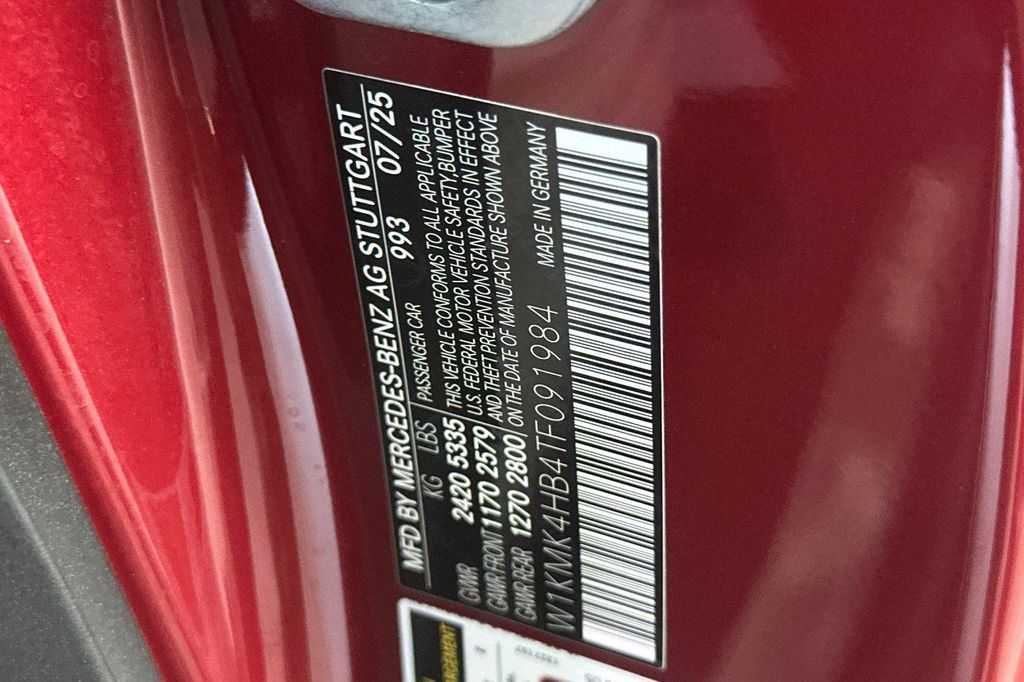 MFD BY MERCEDES-BENZ AG STUTTGART
KG LBS PASSENGER CAR 993 07/25
GVWR 2420 5335 THIS VEHICLE CONFORMS TO ALL APPLICABLE
GAWR FRONT 1170 2579 U.S. FEDERAL MOTOR VEHICLE SAFETY, BUMPER
GAWR REAR 1270 2800 AND THEFT PREVENTION STANDARDS IN EFFECT
ON THE DATE OF MANUFACTURE SHOWN ABOVE
W1KMK4HB4TF091984 MADE IN GERMANY